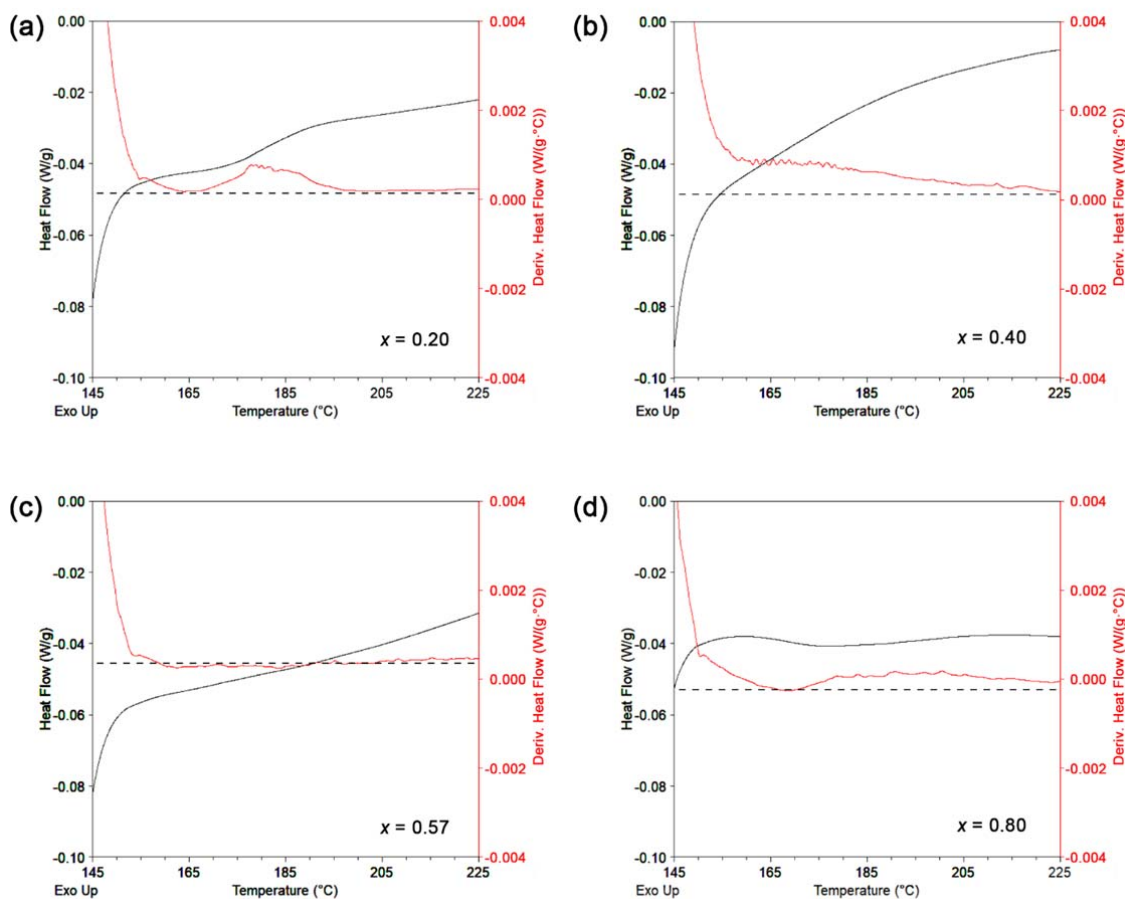 (a)
0.00
-0.02
-0.04
-0.06
-0.08
-0.10
Heat Flow (W/g)
0.004
0.002
0.000
-0.002
-0.004
Deriv. Heat Flow (W/(g·°C))
x = 0.20
145 165 185 205 225
Exo Up Temperature (°C)
(b)
0.00
-0.02
-0.04
-0.06
-0.08
-0.10
Heat Flow (W/g)
0.004
0.002
0.000
-0.002
-0.004
Deriv. Heat Flow (W/(g·°C))
x = 0.40
145 165 185 205 225
Exo Up Temperature (°C)
(c)
0.00
-0.02
-0.04
-0.06
-0.08
-0.10
Heat Flow (W/g)
0.004
0.002
0.000
-0.002
-0.004
Deriv. Heat Flow (W/(g·°C))
x = 0.57
145 165 185 205 225
Exo Up Temperature (°C)
(d)
0.00
-0.02
-0.04
-0.06
-0.08
-0.10
Heat Flow (W/g)
0.004
0.002
0.000
-0.002
-0.004
Deriv. Heat Flow (W/(g·°C))
x = 0.80
145 165 185 205 225
Exo Up Temperature (°C)